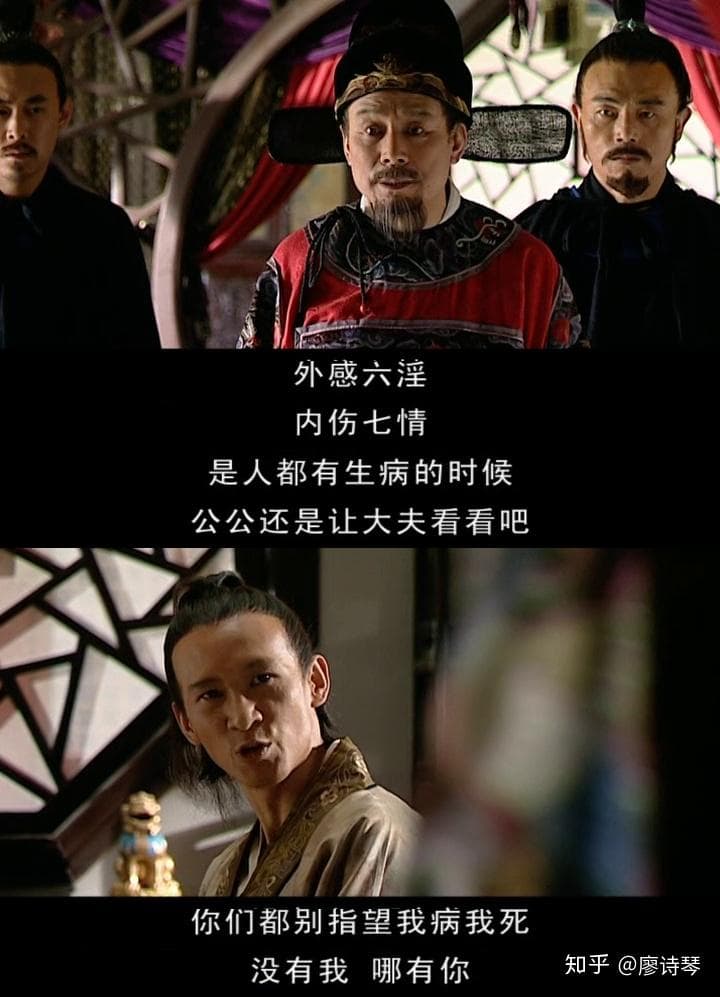 外感六淫
内伤七情
是人都有生病的时候
公公还是让大夫看看吧
你们都别指望我病我死
没有我 哪有你
知乎 @廖诗琴